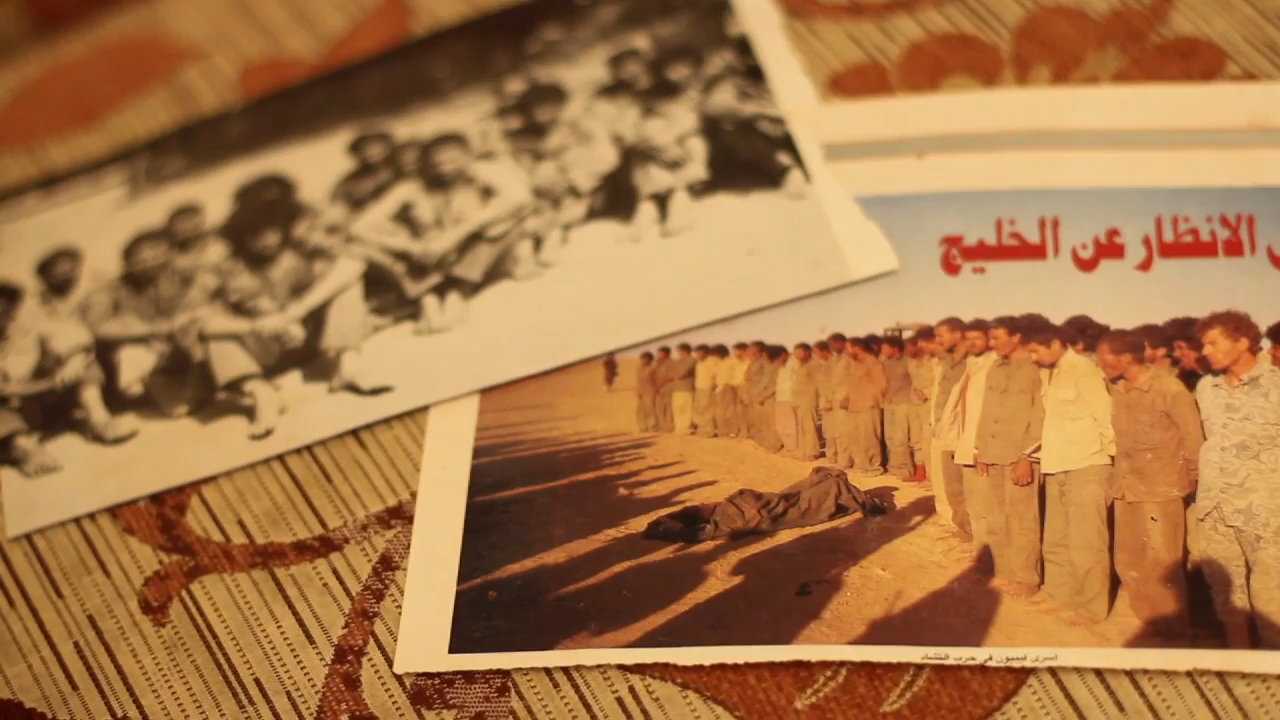 الانظار عن الخليج
اسرى ليبيون في حرب التشاد